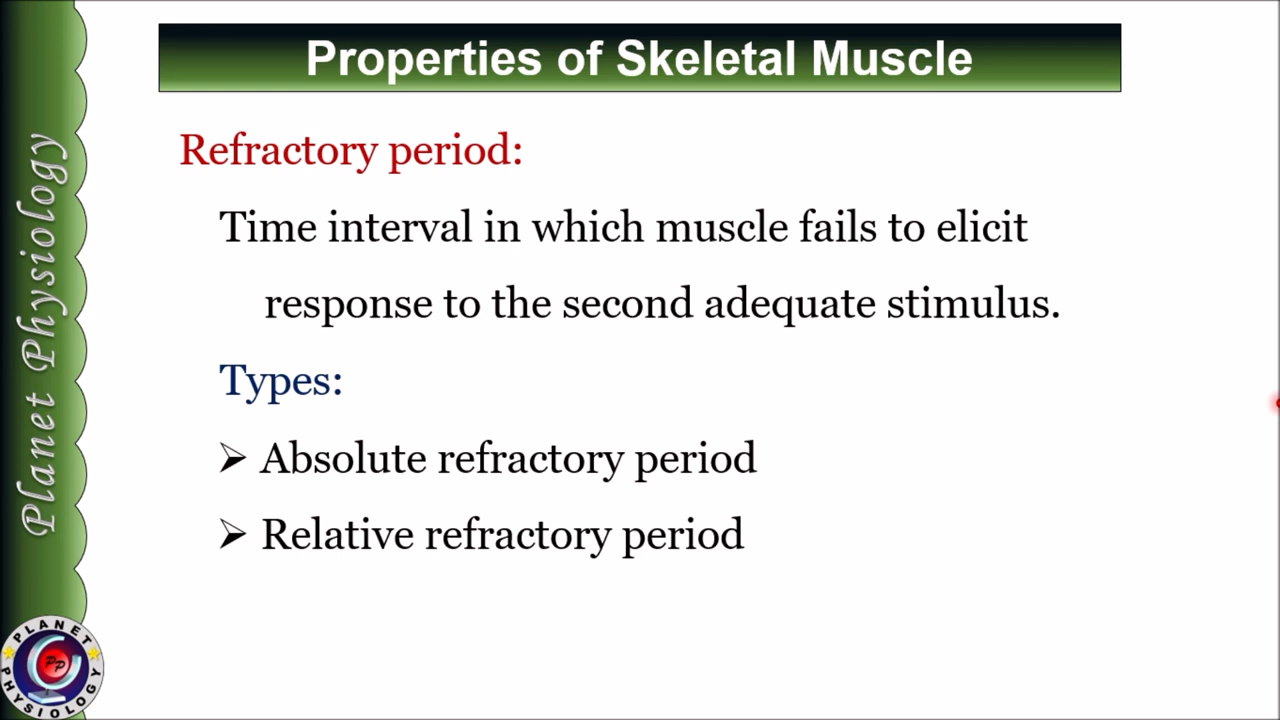 Properties of Skeletal Muscle
Refractory period:
Time interval in which muscle fails to elicit
response to the second adequate stimulus.
Types:
➢ Absolute refractory period
➢ Relative refractory period
Planet Physiology
PLANET
PP
PHYSIOLOGY